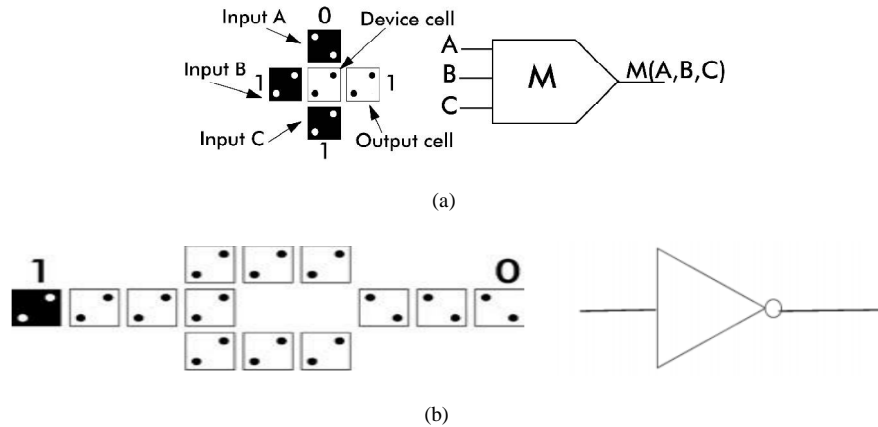 Input A
0
Device cell
Input B
1
1
Input C
1
Output cell
A
B
C
M
M(A,B,C)
(a)
1
0
(b)